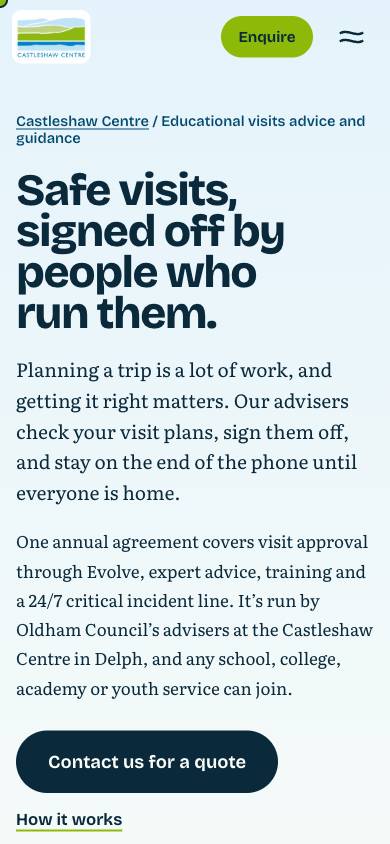 CASTLESHAW CENTRE
Enquire
Castleshaw Centre / Educational visits advice and
guidance
Safe visits,
signed off by
people who
run them.
Planning a trip is a lot of work, and
getting it right matters. Our advisers
check your visit plans, sign them off,
and stay on the end of the phone until
everyone is home.
One annual agreement covers visit approval
through Evolve, expert advice, training and
a 24/7 critical incident line. It’s run by
Oldham Council’s advisers at the Castleshaw
Centre in Delph, and any school, college,
academy or youth service can join.
Contact us for a quote
How it works